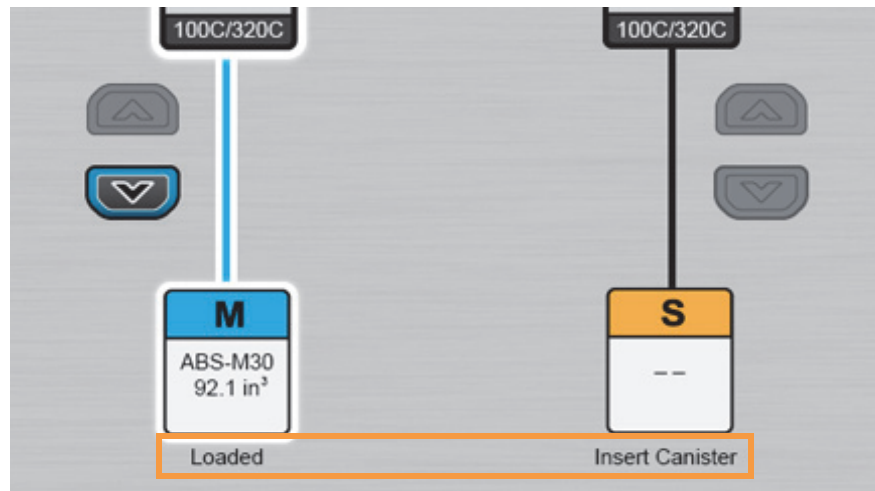 100C/320C
100C/320C
M
S
ABS-M30
92.1 in³
--
Loaded
Insert Canister